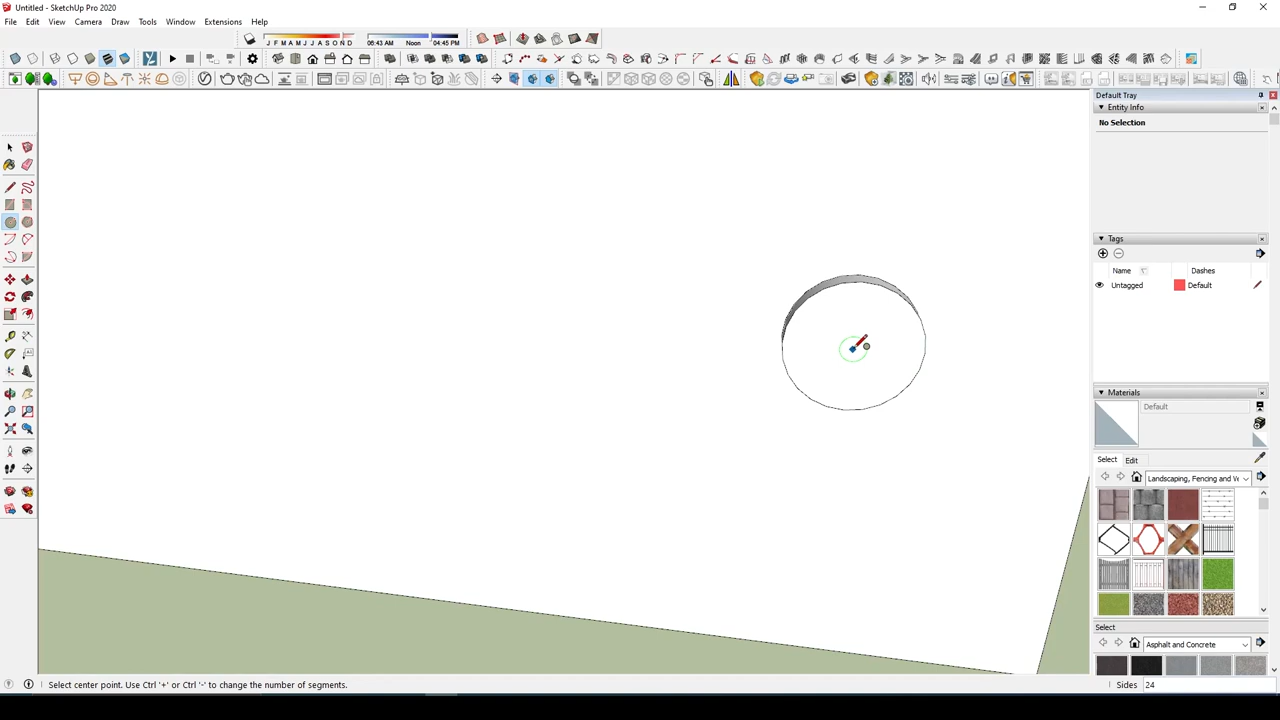 Untitled - SketchUp Pro 2020
File Edit View Camera Draw Tools Window Extensions Help
J F M A M J J A S O N D
06:43 AM Noon 04:45 PM
Default Tray
Entity Info
No Selection
Tags
Name Dashes
Untagged Default
Materials
Default
Select Edit
Landscaping, Fencing and Ve
Select
Asphalt and Concrete
Select center point. Use Ctrl '+' or Ctrl '-' to change the number of segments.
Sides 24